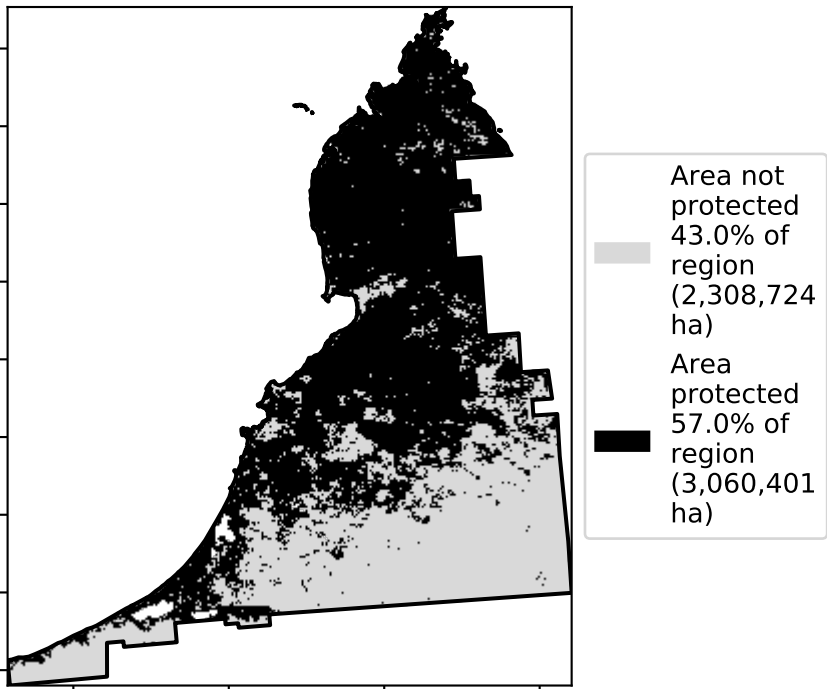 Area not
protected
43.0% of
region
(2,308,724
ha)
Area
protected
57.0% of
region
(3,060,401
ha)